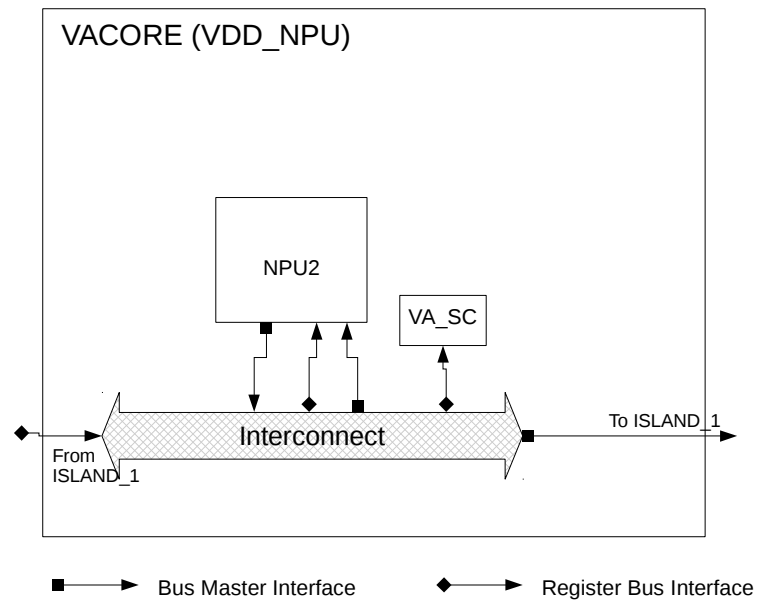 VACORE (VDD_NPU)
NPU2
VA_SC
To ISLAND_1
Interconnect
From
ISLAND_1
Bus Master Interface
Register Bus Interface